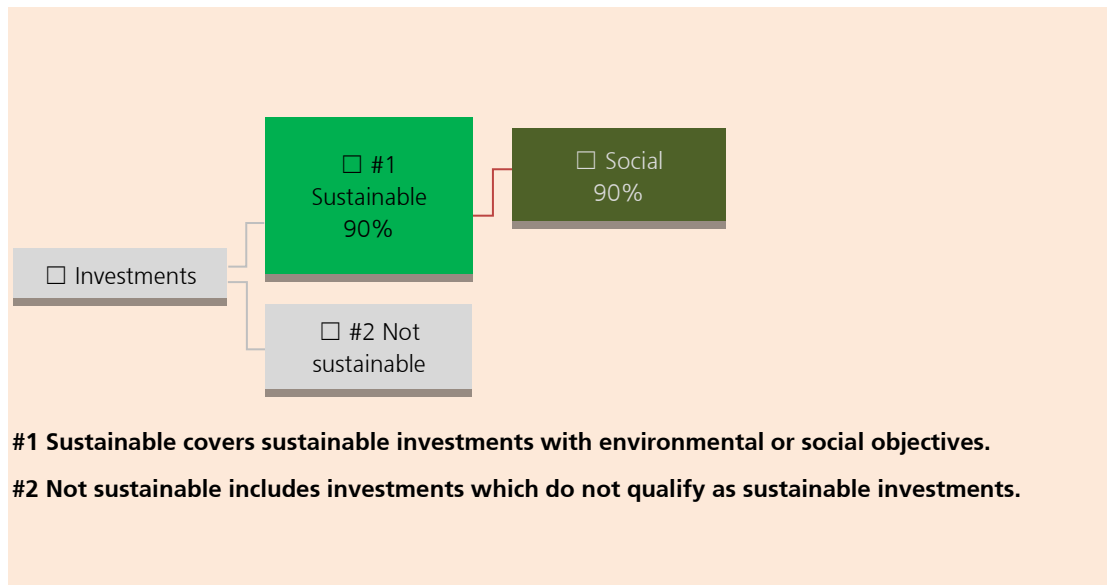 ☐ #1
Sustainable
90%
☐ Social
90%
☐ Investments
☐ #2 Not
sustainable
#1 Sustainable covers sustainable investments with environmental or social objectives.
#2 Not sustainable includes investments which do not qualify as sustainable investments.